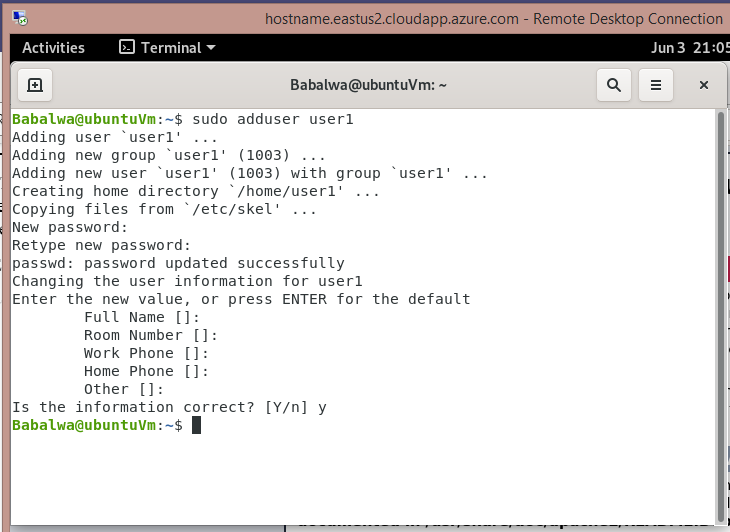 hostname.eastus2.cloudapp.azure.com - Remote Desktop Connection
Activities Terminal Jun 3 21:05
Babalwa@ubuntuVm: ~
Babalwa@ubuntuVm:~$ sudo adduser user1
Adding user `user1' ...
Adding new group `user1' (1003) ...
Adding new user `user1' (1003) with group `user1' ...
Creating home directory `/home/user1' ...
Copying files from `/etc/skel' ...
New password:
Retype new password:
passwd: password updated successfully
Changing the user information for user1
Enter the new value, or press ENTER for the default
Full Name []:
Room Number []:
Work Phone []:
Home Phone []:
Other []:
Is the information correct? [Y/n] y
Babalwa@ubuntuVm:~$